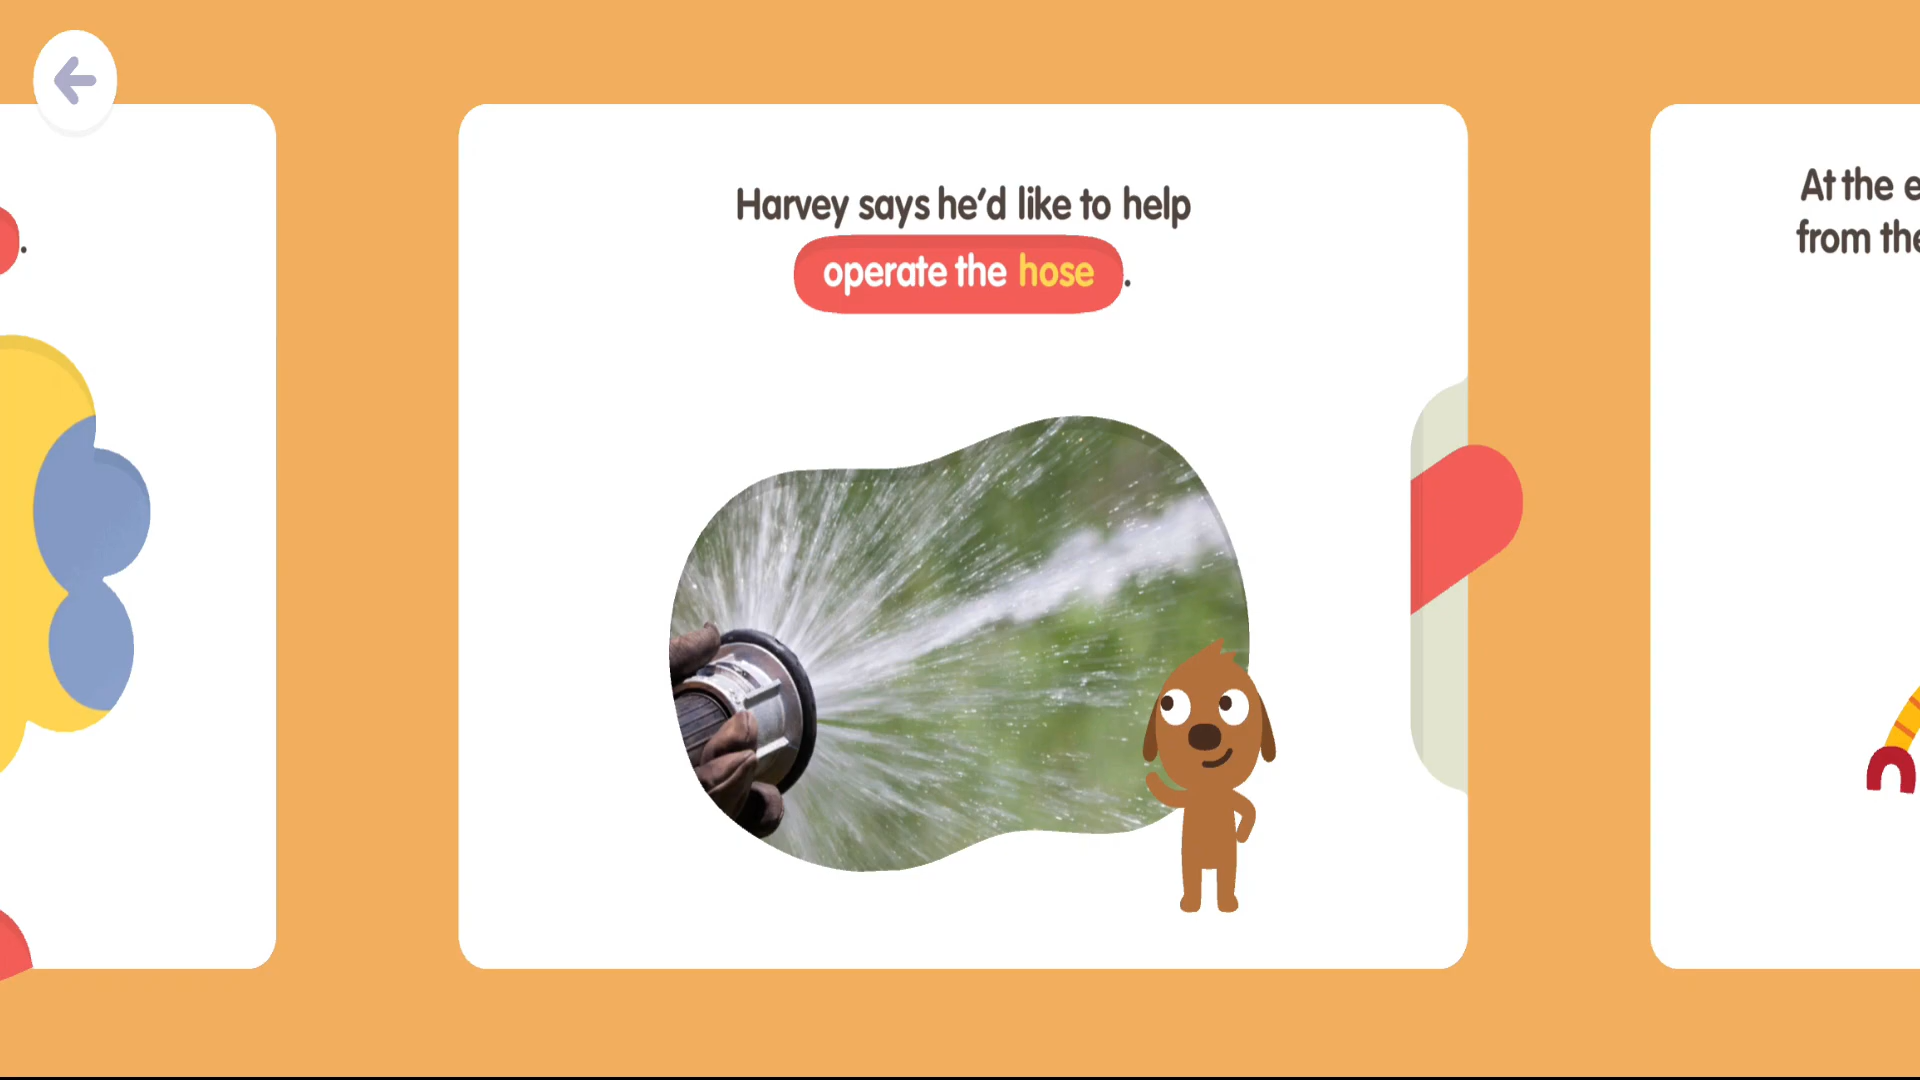 Harvey says he’d like to help
operate the hose.
At the
from the